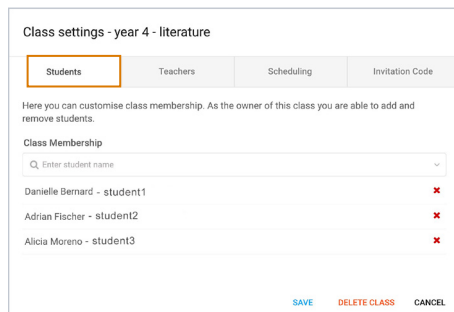 Class settings - year 4 - literature
Students Teachers Scheduling Invitation Code
Here you can customise class membership. As the owner of this class you are able to add and
remove students.
Class Membership
Enter student name
Danielle Bernard - student1
Adrian Fischer - student2
Alicia Moreno - student3
SAVE DELETE CLASS CANCEL